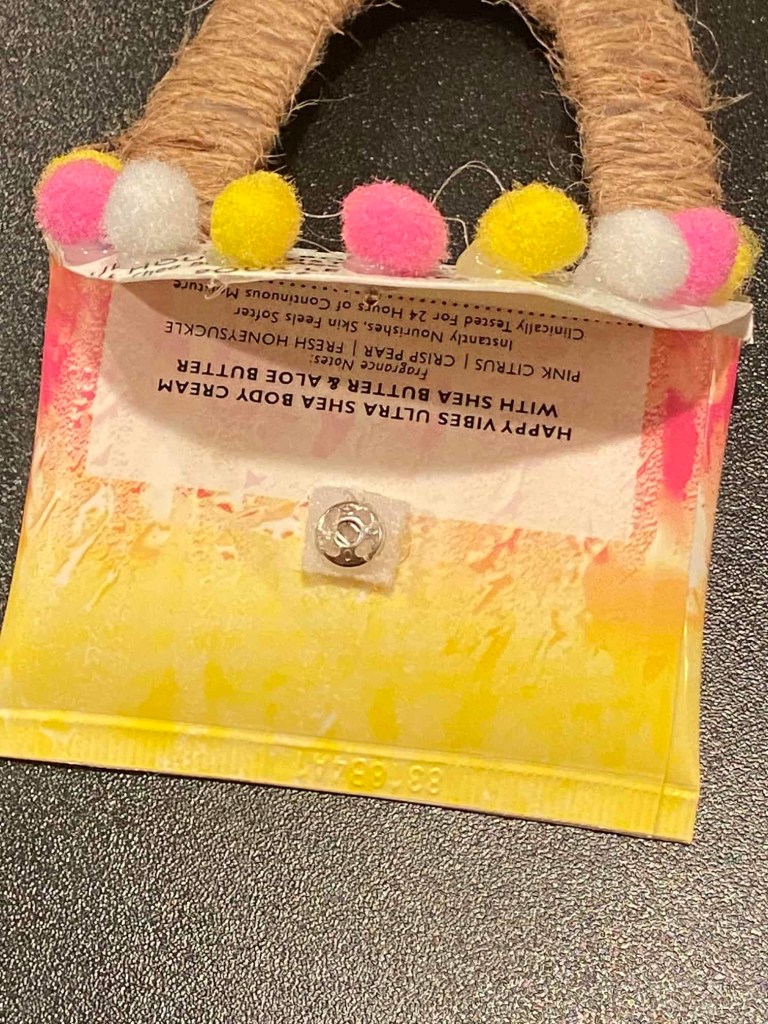 HAPPY VIBES ULTRA SHEA BODY CREAM
WITH SHEA BUTTER & ALOE BUTTER
Fragrance Notes:
PINK CITRUS | CRISP PEAR | FRESH HONEYSUCKLE
Instantly Nourishes, Skin Feels Softer
Clinically Tested For 24 Hours of Continuous Moisture